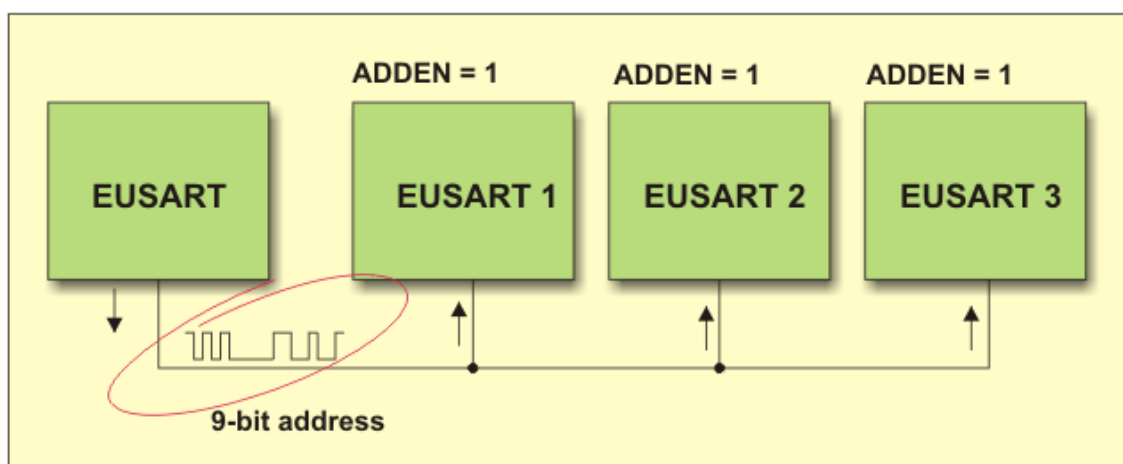 ADDEN = 1
ADDEN = 1
ADDEN = 1
EUSART
EUSART 1
EUSART 2
EUSART 3
9-bit address